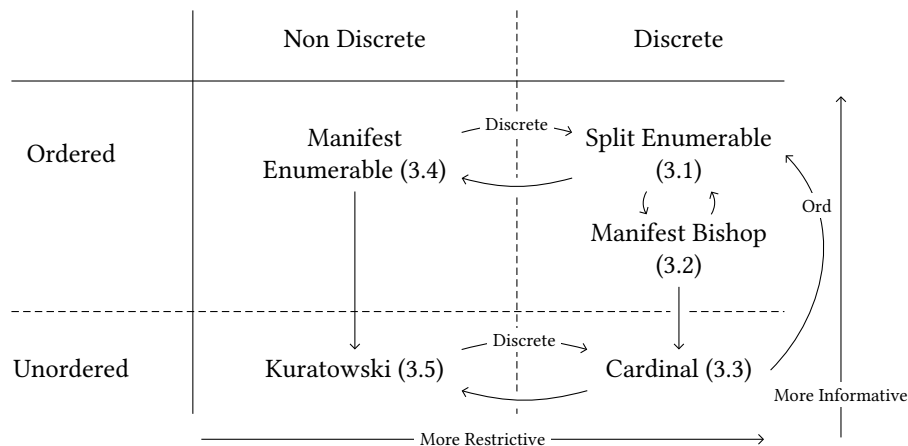 Non Discrete
Discrete
Ordered
Manifest
Enumerable (3.4)
Discrete
Split Enumerable
(3.1)
Ord
Manifest Bishop
(3.2)
Unordered
Kuratowski (3.5)
Discrete
Cardinal (3.3)
More Informative
More Restrictive